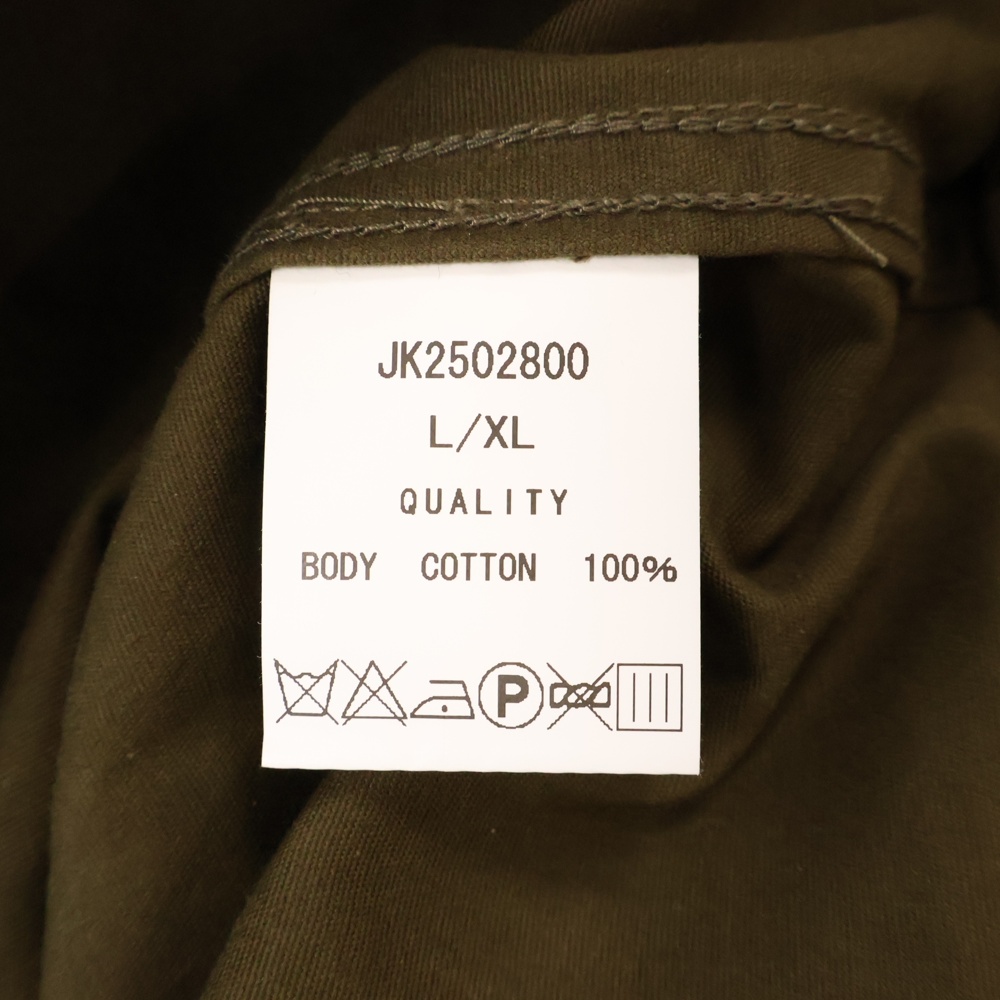 JK2502800
L/XL
QUALITY
BODY COTTON 100%
P